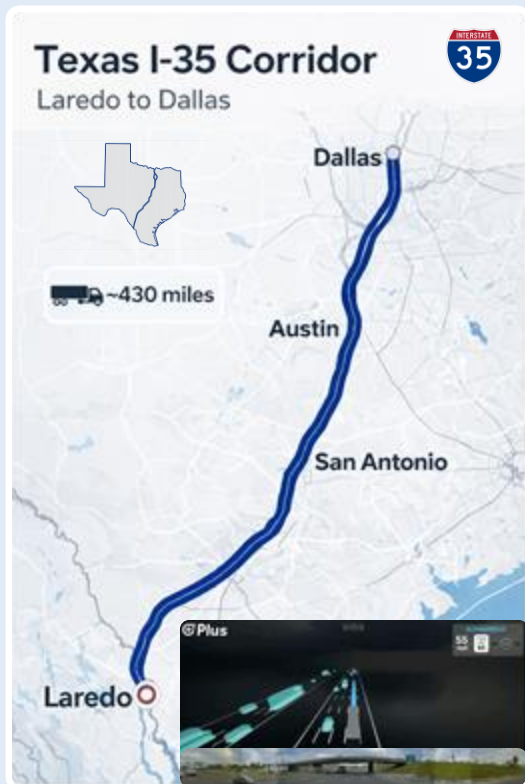 Texas I-35 Corridor
INTERSTATE
35
Laredo to Dallas
Dallas
~430 miles
Austin
San Antonio
Laredo
Plus
55